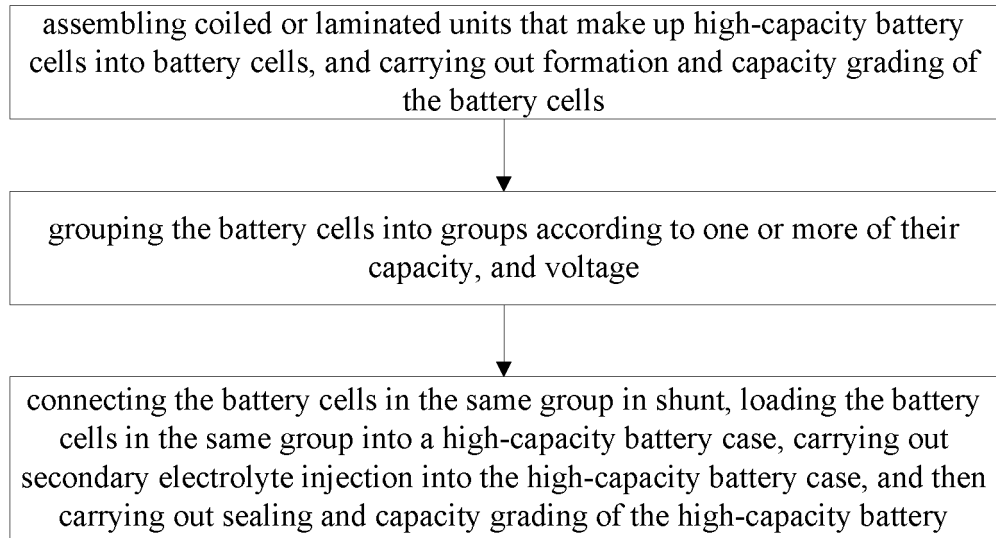 assembling coiled or laminated units that make up high-capacity battery
cells into battery cells, and carrying out formation and capacity grading of
the battery cells
grouping the battery cells into groups according to one or more of their
capacity, and voltage
connecting the battery cells in the same group in shunt, loading the battery
cells in the same group into a high-capacity battery case, carrying out
secondary electrolyte injection into the high-capacity battery case, and then
carrying out sealing and capacity grading of the high-capacity battery